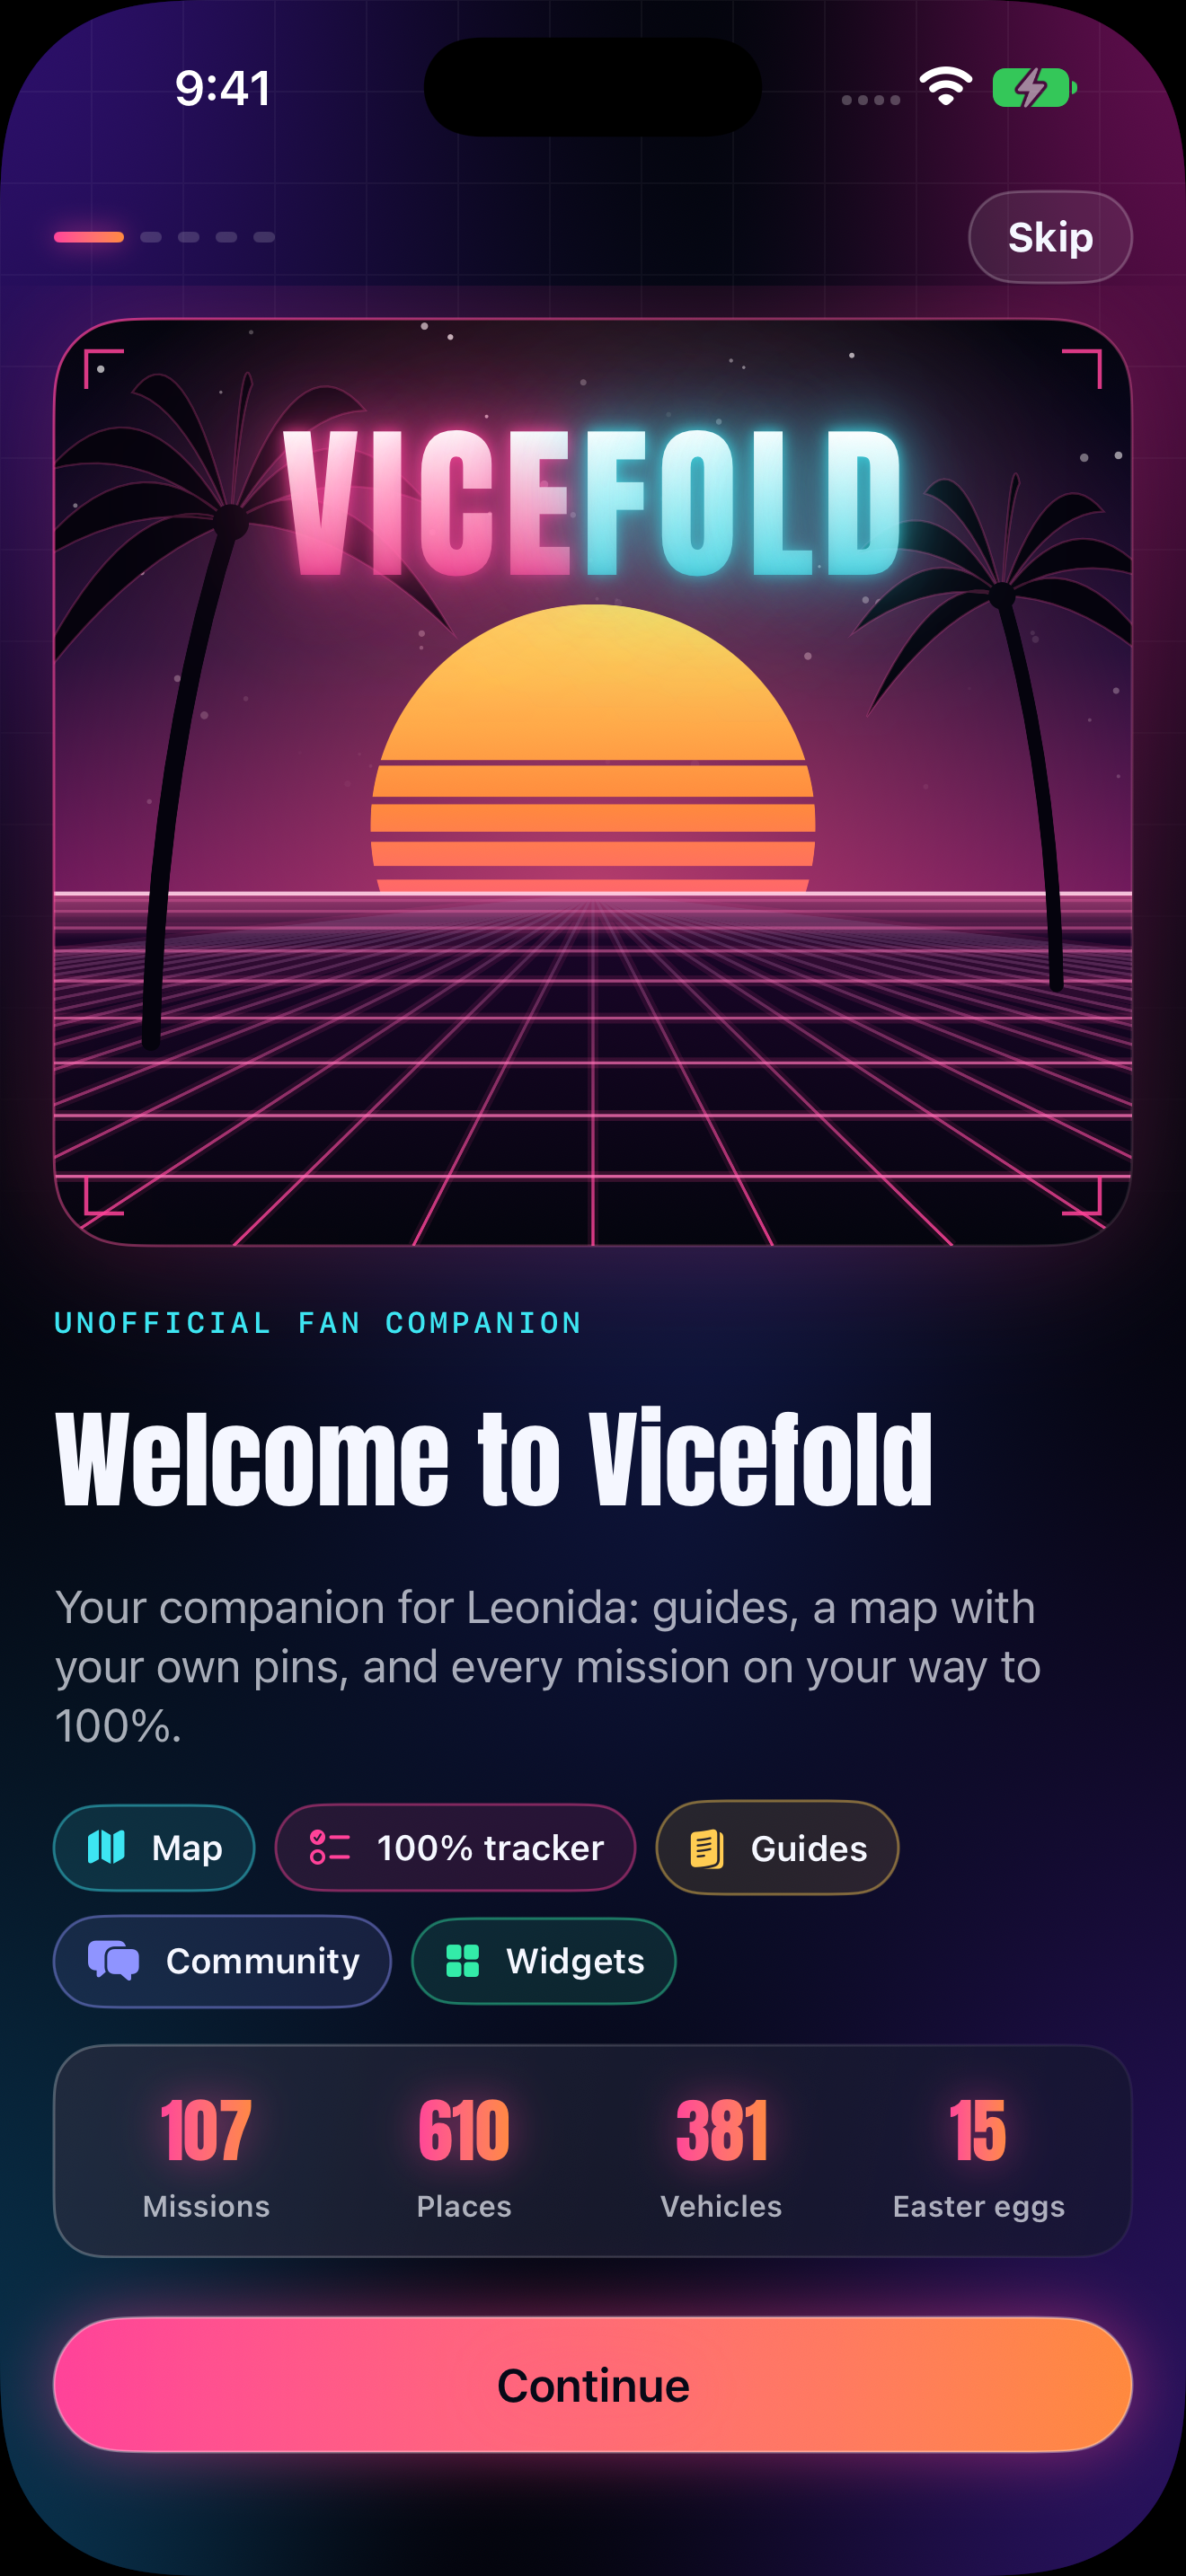 9:41
Skip
VICEFOLD
UNOFFICIAL FAN COMPANION
Welcome to Vicefold
Your companion for Leonida: guides, a map with
your own pins, and every mission on your way to
100%.
Map
100% tracker
Guides
Community
Widgets
107
610
381
15
Missions
Places
Vehicles
Easter eggs
Continue